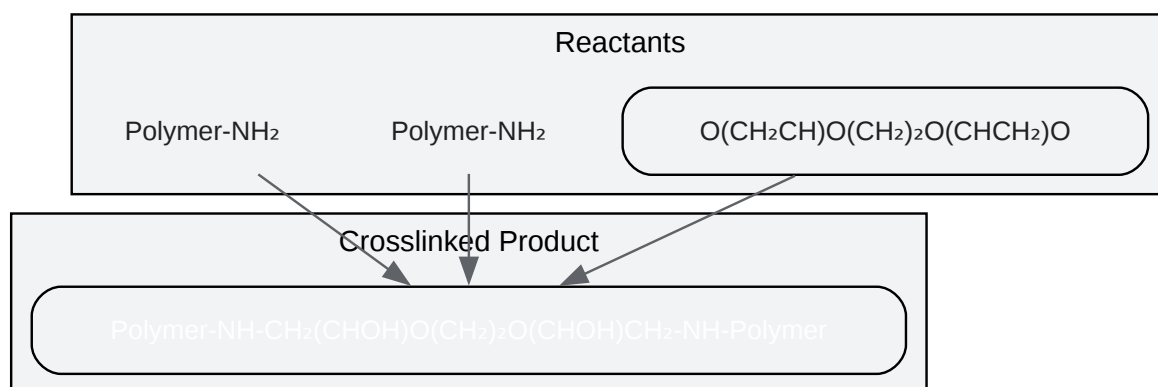 Reactants
Polymer-NH₂ Polymer-NH₂ O(CH₂CH)O(CH₂)₂O(CHCH₂)O
Crosslinked Product
Polymer-NH-CH₂(CHOH)O(CH₂)₂O(CHOH)CH₂-NH-Polymer